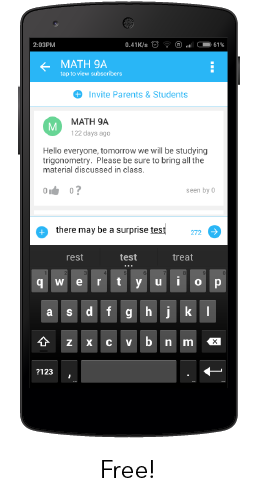 2:03PM 0.41K/s 61%
MATH 9A
tap to view subscribers
Invite Parents & Students
M MATH 9A
122 days ago
Hello everyone, tomorrow we will be studying
trigonometry. Please be sure to bring all the
material discussed in class.
0 0 ? seen by 0
there may be a surprise test 272
rest test treat
q w e r t y u i o p
a s d f g h j k l
z x c v b n m
?123 , .
Free!